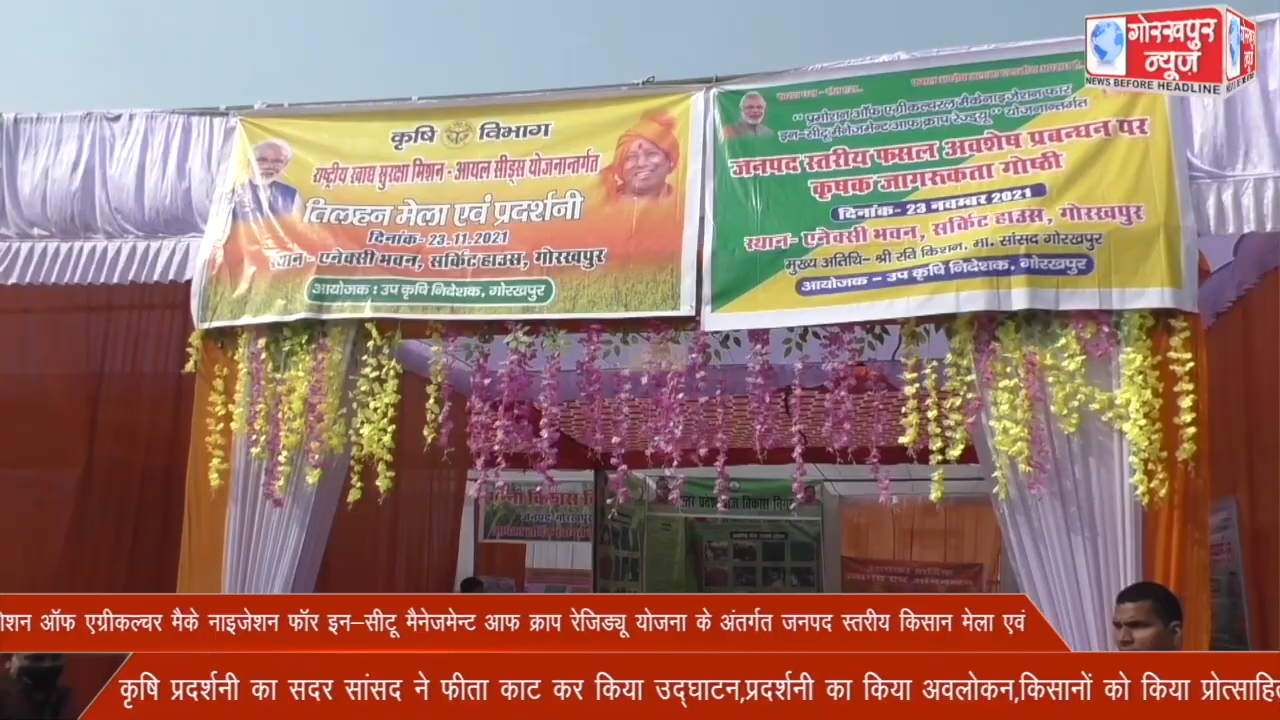 गोरखपुर
न्यूज़
NEWS BEFORE HEADLINE
कृषि विभाग
राष्ट्रीय खाद्य सुरक्षा मिशन - आयल सीड्स योजनान्तर्गत
तिलहन मेला एवं प्रदर्शनी
दिनांक- 23.11.2021
स्थान- एनेक्सी भवन, सर्किट हाउस, गोरखपुर
आयोजक : उप कृषि निदेशक, गोरखपुर
"प्रमोशन ऑफ एग्रीकल्चरल मैकेनाइजेशन फार
इन-सीटू मैनेजमेन्ट आफ क्राप रेज्ड्यू" योजनान्तर्गत
जनपद स्तरीय फसल अवशेष प्रबन्धन पर
कृषक जागरुकता गोष्ठी
दिनांक- 23 नवम्बर 2021
स्थान- एनेक्सी भवन, सर्किट हाउस, गोरखपुर
मुख्य अतिथि- श्री रवि किशन, मा. सांसद गोरखपुर
आयोजक - उप कृषि निदेशक, गोरखपुर
विकास
जनपद गोरखपुर
बीज विकास निगम
ोशन ऑफ एग्रीकल्चर मैके नाइजेशन फॉर इन-सीटू मैनेजमेन्ट आफ क्राप रेजिड्यू योजना के अंतर्गत जनपद स्तरीय किसान मेला एवं
कृषि प्रदर्शनी का सदर सांसद ने फीता काट कर किया उद्घाटन,प्रदर्शनी का किया अवलोकन,किसानों को किया प्रोत्साहि